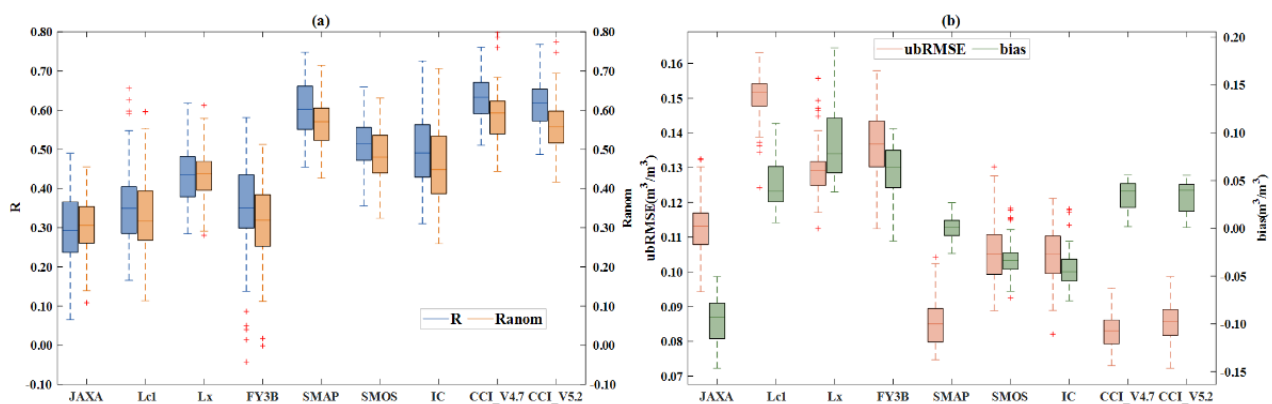 (a)
0.80 0.80
0.70 0.70
0.60 0.60
0.50 0.50
0.40 0.40
0.30 0.30
0.20 0.20
0.10 0.10
0.00 0.00
-0.10 -0.10
R
Ranom
R Ranom
JAXA Lc1 Lx FY3B SMAP SMOS IC CCI_V4.7 CCI_V5.2
(b)
ubRMSE bias
0.16
0.15
0.14
0.13
0.12
0.11
0.10
0.09
0.08
0.07
ubRMSE(m³/m³)
0.20
0.15
0.10
0.05
0.00
-0.05
-0.10
-0.15
bias(m³/m³)
JAXA Lc1 Lx FY3B SMAP SMOS IC CCI_V4.7 CCI_V5.2